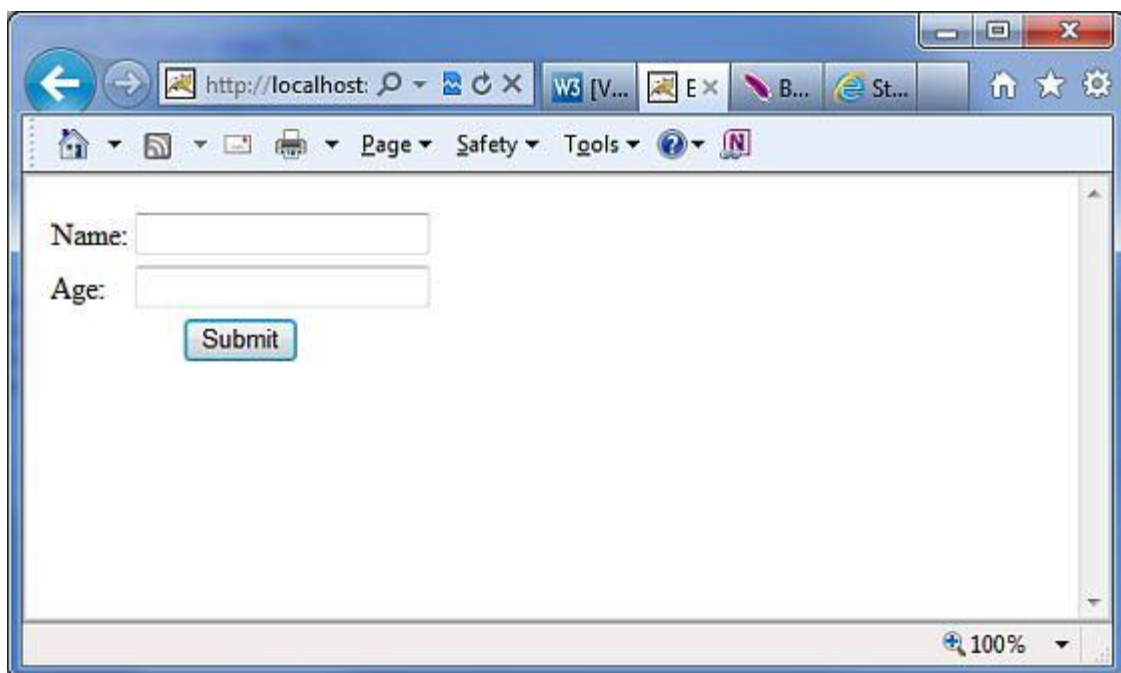 http://localhost: W3 [V... E B... St...
Page Safety Tools
Name:
Age:
Submit
100%